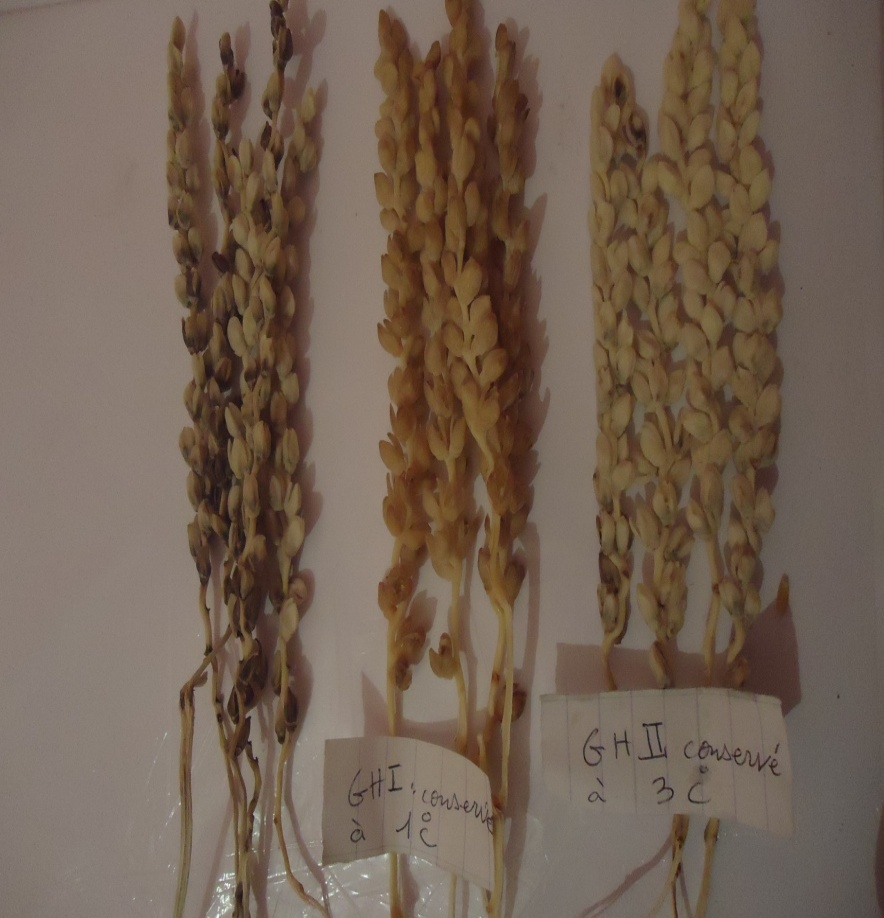 GHI : conservé
à 1°C
GH II conservé
à 3°C